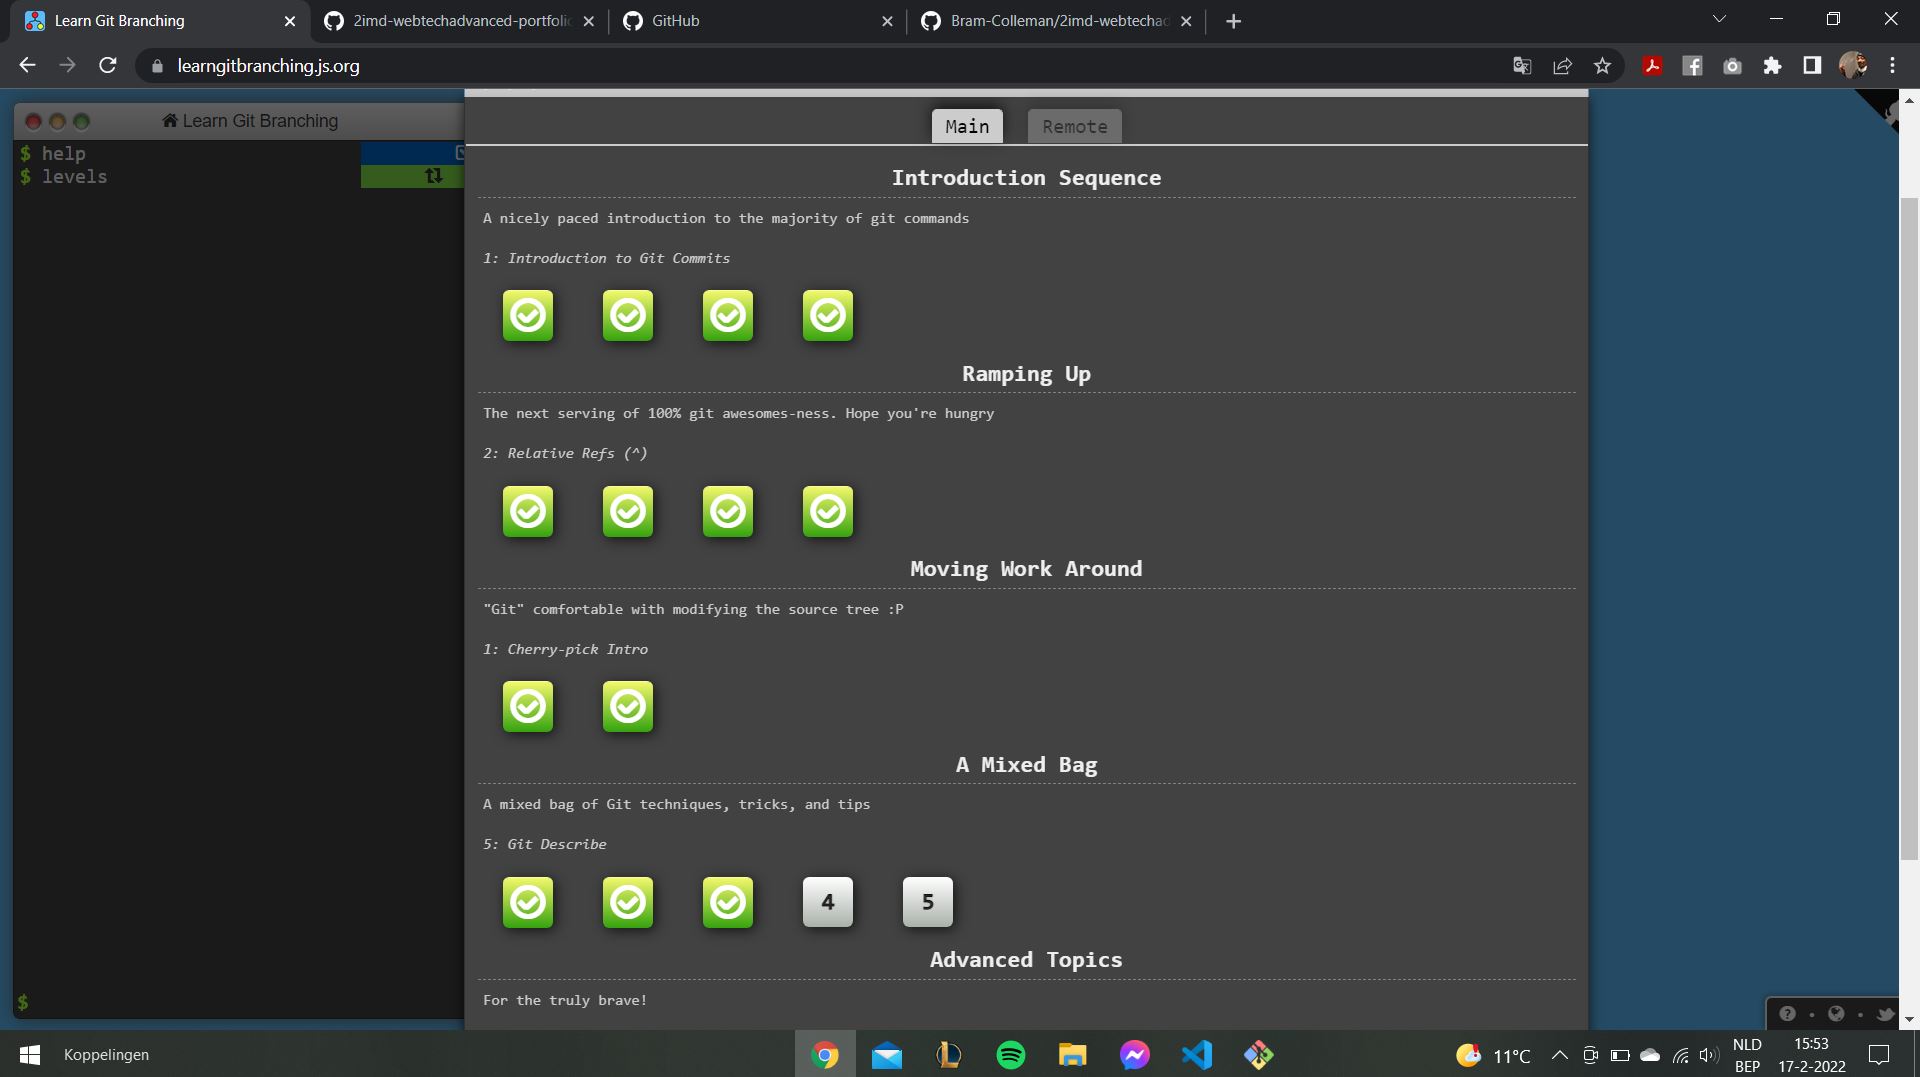 Learn Git Branching
2imd-webtechadvanced-portfolio
GitHub
Bram-Colleman/2imd-webtechad
learngitbranching.js.org
Learn Git Branching
$ help
$ levels
$
Main
Remote
Introduction Sequence
A nicely paced introduction to the majority of git commands
1: Introduction to Git Commits
Ramping Up
The next serving of 100% git awesomes-ness. Hope you're hungry
2: Relative Refs (^)
Moving Work Around
"Git" comfortable with modifying the source tree :P
1: Cherry-pick Intro
A Mixed Bag
A mixed bag of Git techniques, tricks, and tips
5: Git Describe
4
5
Advanced Topics
For the truly brave!
Koppelingen
11°C
NLD
BEP
15:53
17-2-2022